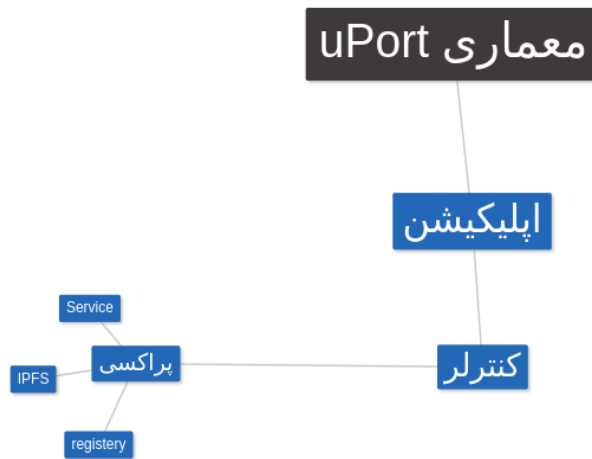 معماری uPort
اپلیکیشن
کنترلر
پراکسی
Service
IPFS
registery